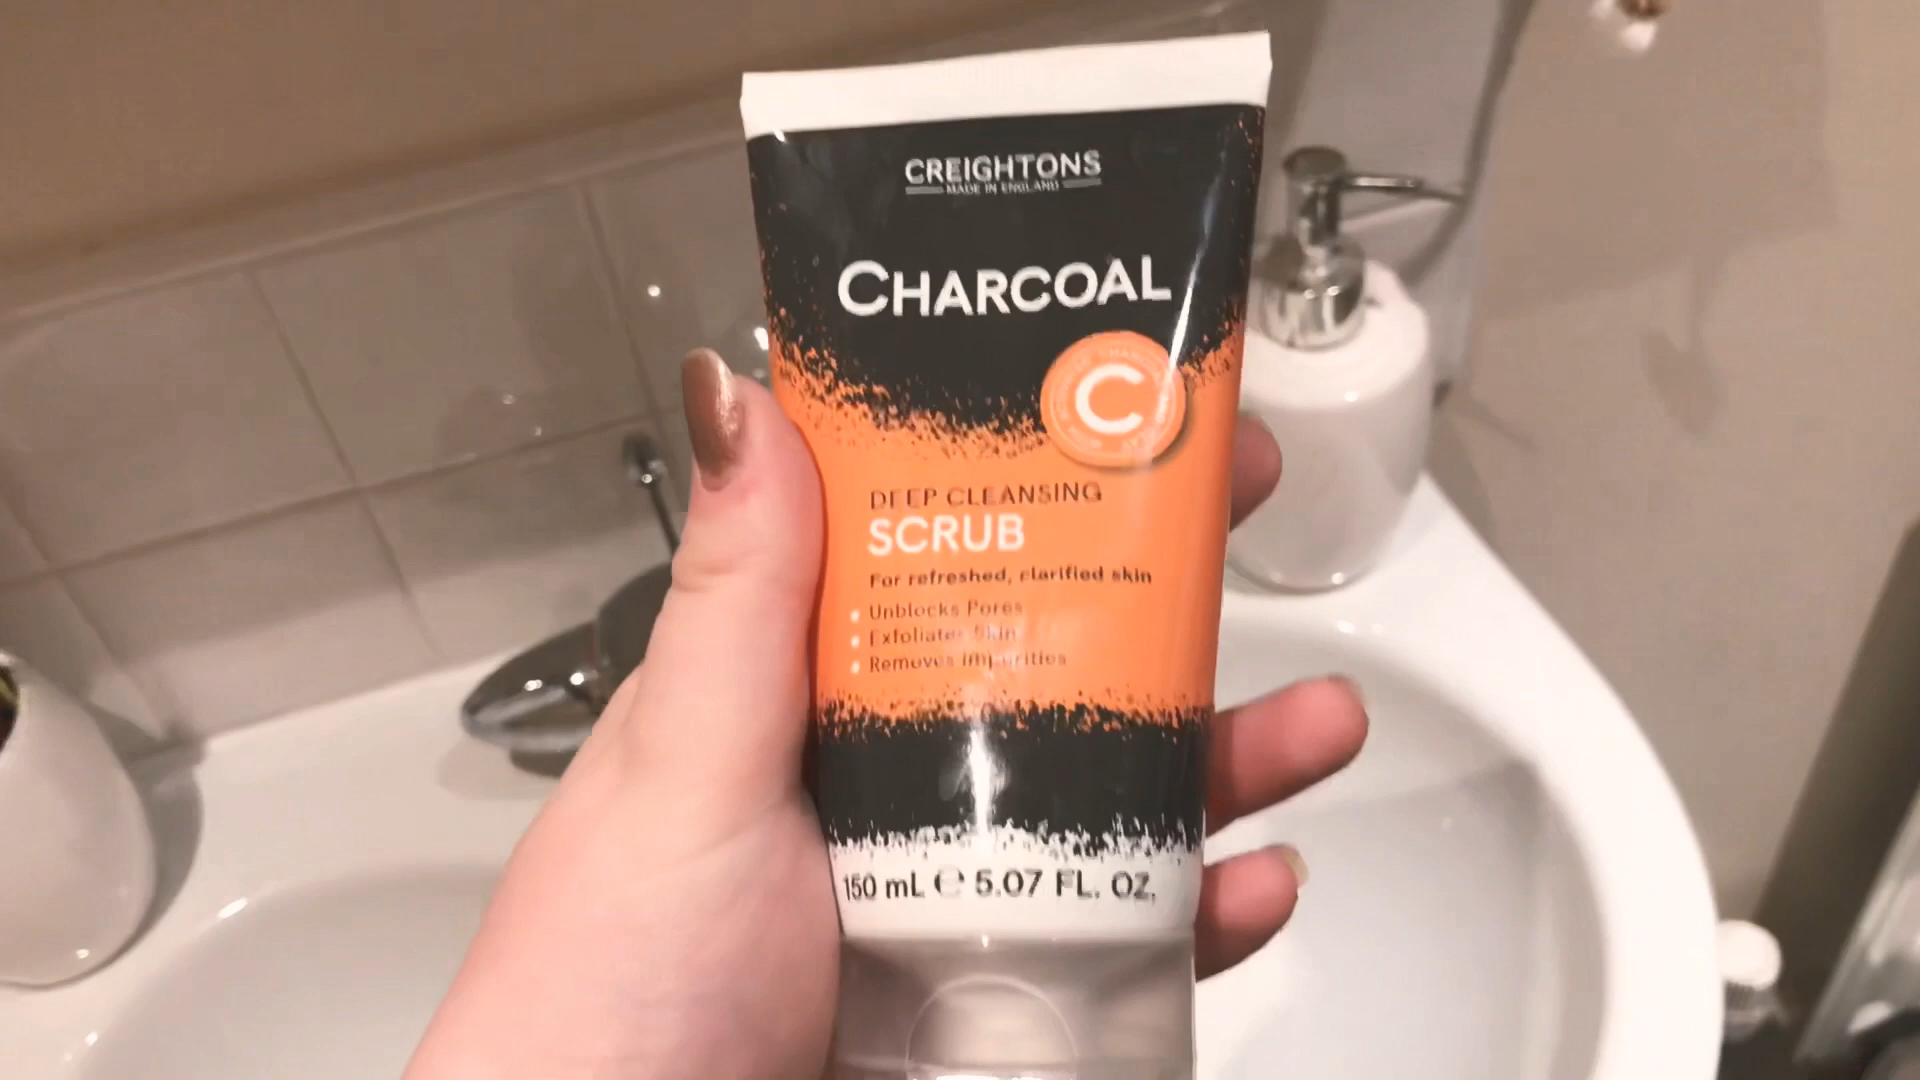 CREIGHTONS
MADE IN ENGLAND
CHARCOAL
C
DEEP CLEANSING
SCRUB
For refreshed, clarified skin
Unblocks Pores
Exfoliates Skin
Removes Impurities
150 mL ℮ 5.07 FL. OZ.